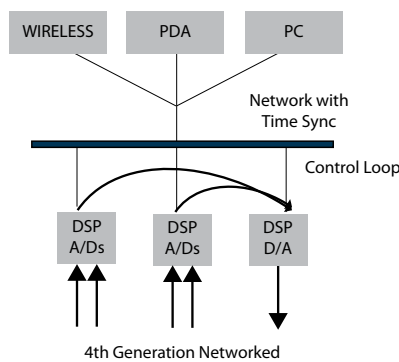 WIRELESS
PDA
PC
Network with
Time Sync
Control Loop
DSP
A/Ds
DSP
A/Ds
DSP
D/A
4th Generation Networked